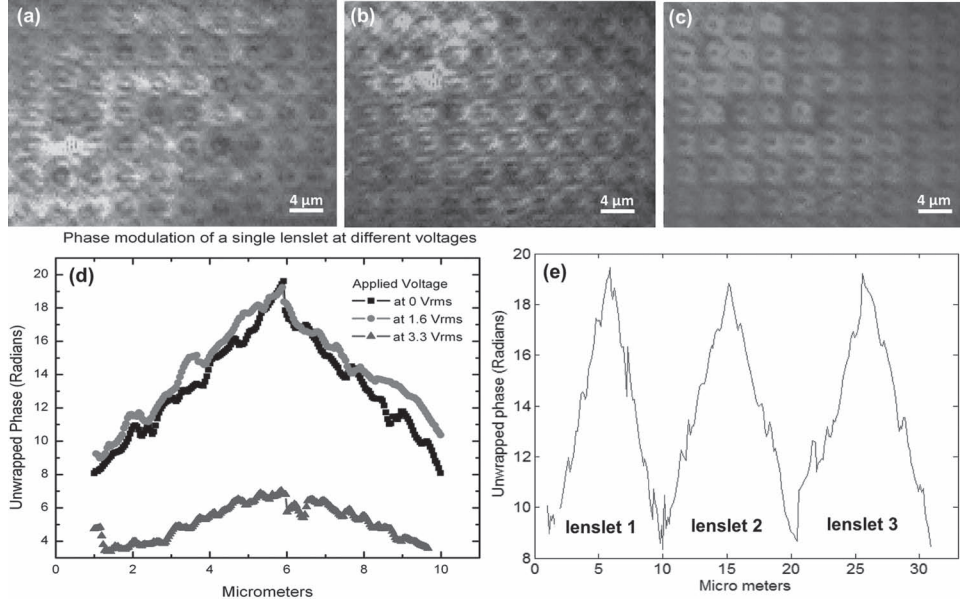 (a)
(b)
(c)
4 µm
4 µm
4 µm
Phase modulation of a single lenslet at different voltages
(d)
Applied Voltage
at 0 Vrms
at 1.6 Vrms
at 3.3 Vrms
Unwrapped Phase (Radians)
20
18
16
14
12
10
8
6
4
0
2
4
6
8
10
Micrometers
(e)
Unwrapped phase (Radians)
20
18
16
14
12
10
8
lenslet 1
lenslet 2
lenslet 3
0
5
10
15
20
25
30
Micro meters